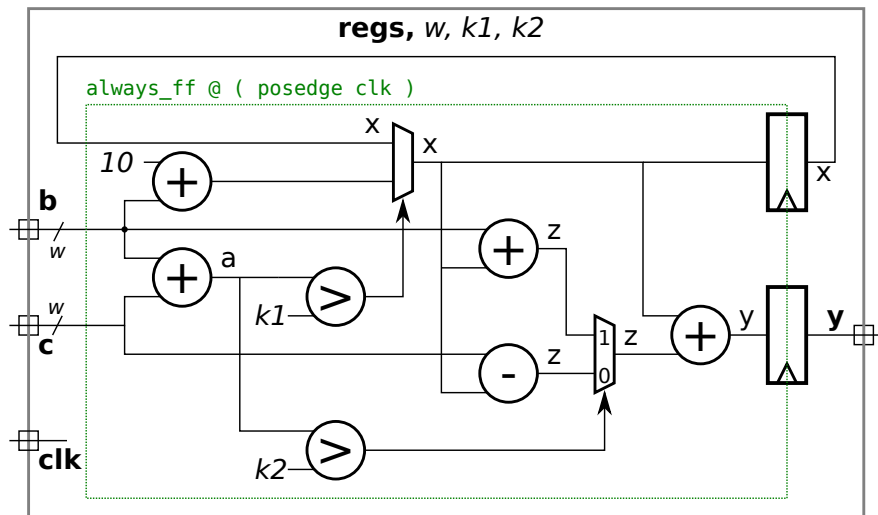 regs, w, k1, k2
always_ff @ ( posedge clk )
x
x
10
x
b
w
z
a
w
k1
y
y
1
z
c
z
-
0
k2
clk
+
+
>
+
+
>